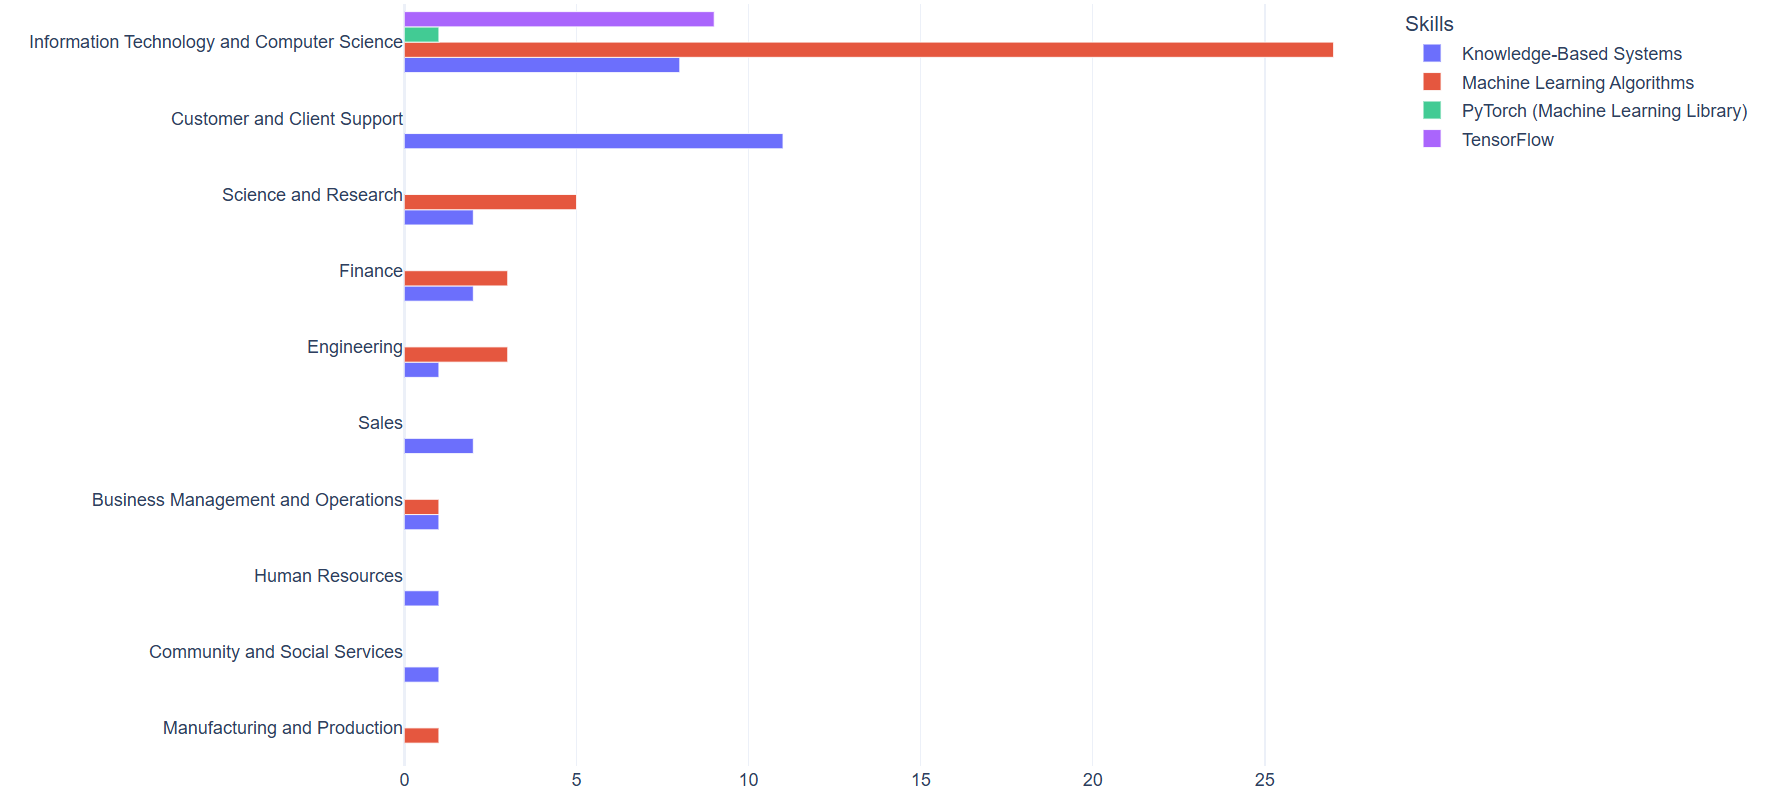 Information Technology and Computer Science
Customer and Client Support
Science and Research
Finance
Engineering
Sales
Business Management and Operations
Human Resources
Community and Social Services
Manufacturing and Production
0 5 10 15 20 25
Skills
Knowledge-Based Systems
Machine Learning Algorithms
PyTorch (Machine Learning Library)
TensorFlow